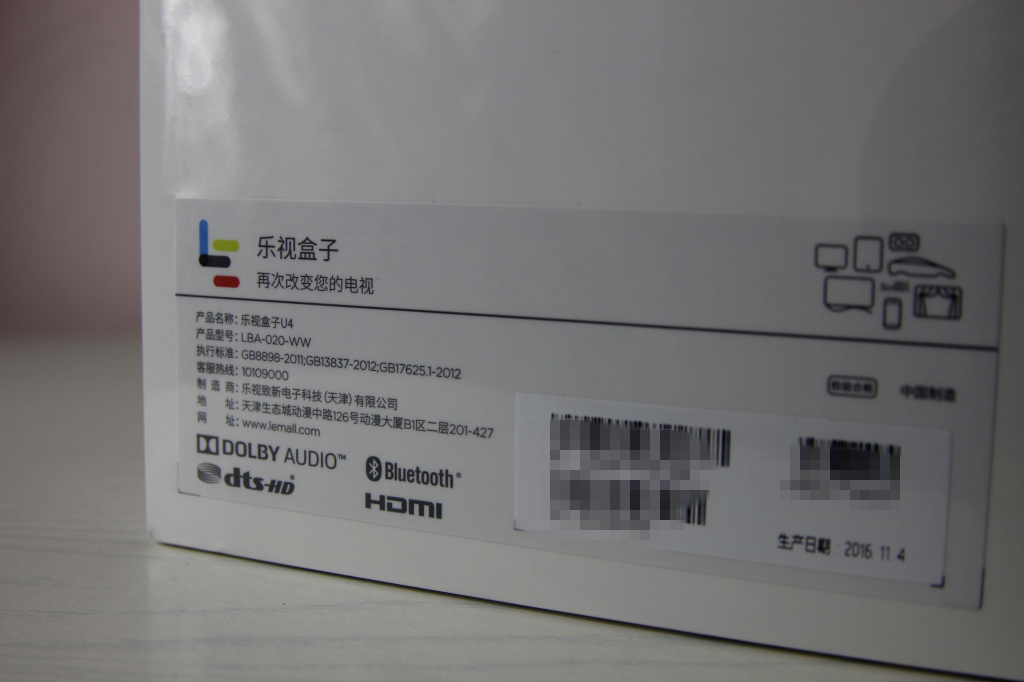 乐视盒子
再次改变您的电视
产品名称：乐视盒子U4
产品型号：LBA-020-WW
执行标准：GB8898-2011;GB13837-2012;GB17625.1-2012
客服热线：10109000
制 造 商：乐视致新电子科技（天津）有限公司
地 址：天津生态城动漫中路126号动漫大厦B1区二层201-427
网 址：www.lemall.com
检验合格
中国制造
DOLBY AUDIO™
Bluetooth®
dts-HD
HDMI
生产日期：2016 11 4